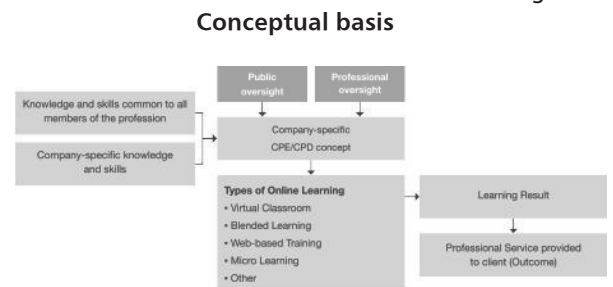 Conceptual basis
Public
oversight
Professional
oversight
Knowledge and skills common to all
members of the profession
Company-specific knowledge
and skills
Company-specific
CPE/CPD concept
Types of Online Learning
• Virtual Classroom
• Blended Learning
• Web-based Training
• Micro Learning
• Other
Learning Result
Professional Service provided
to client (Outcome)